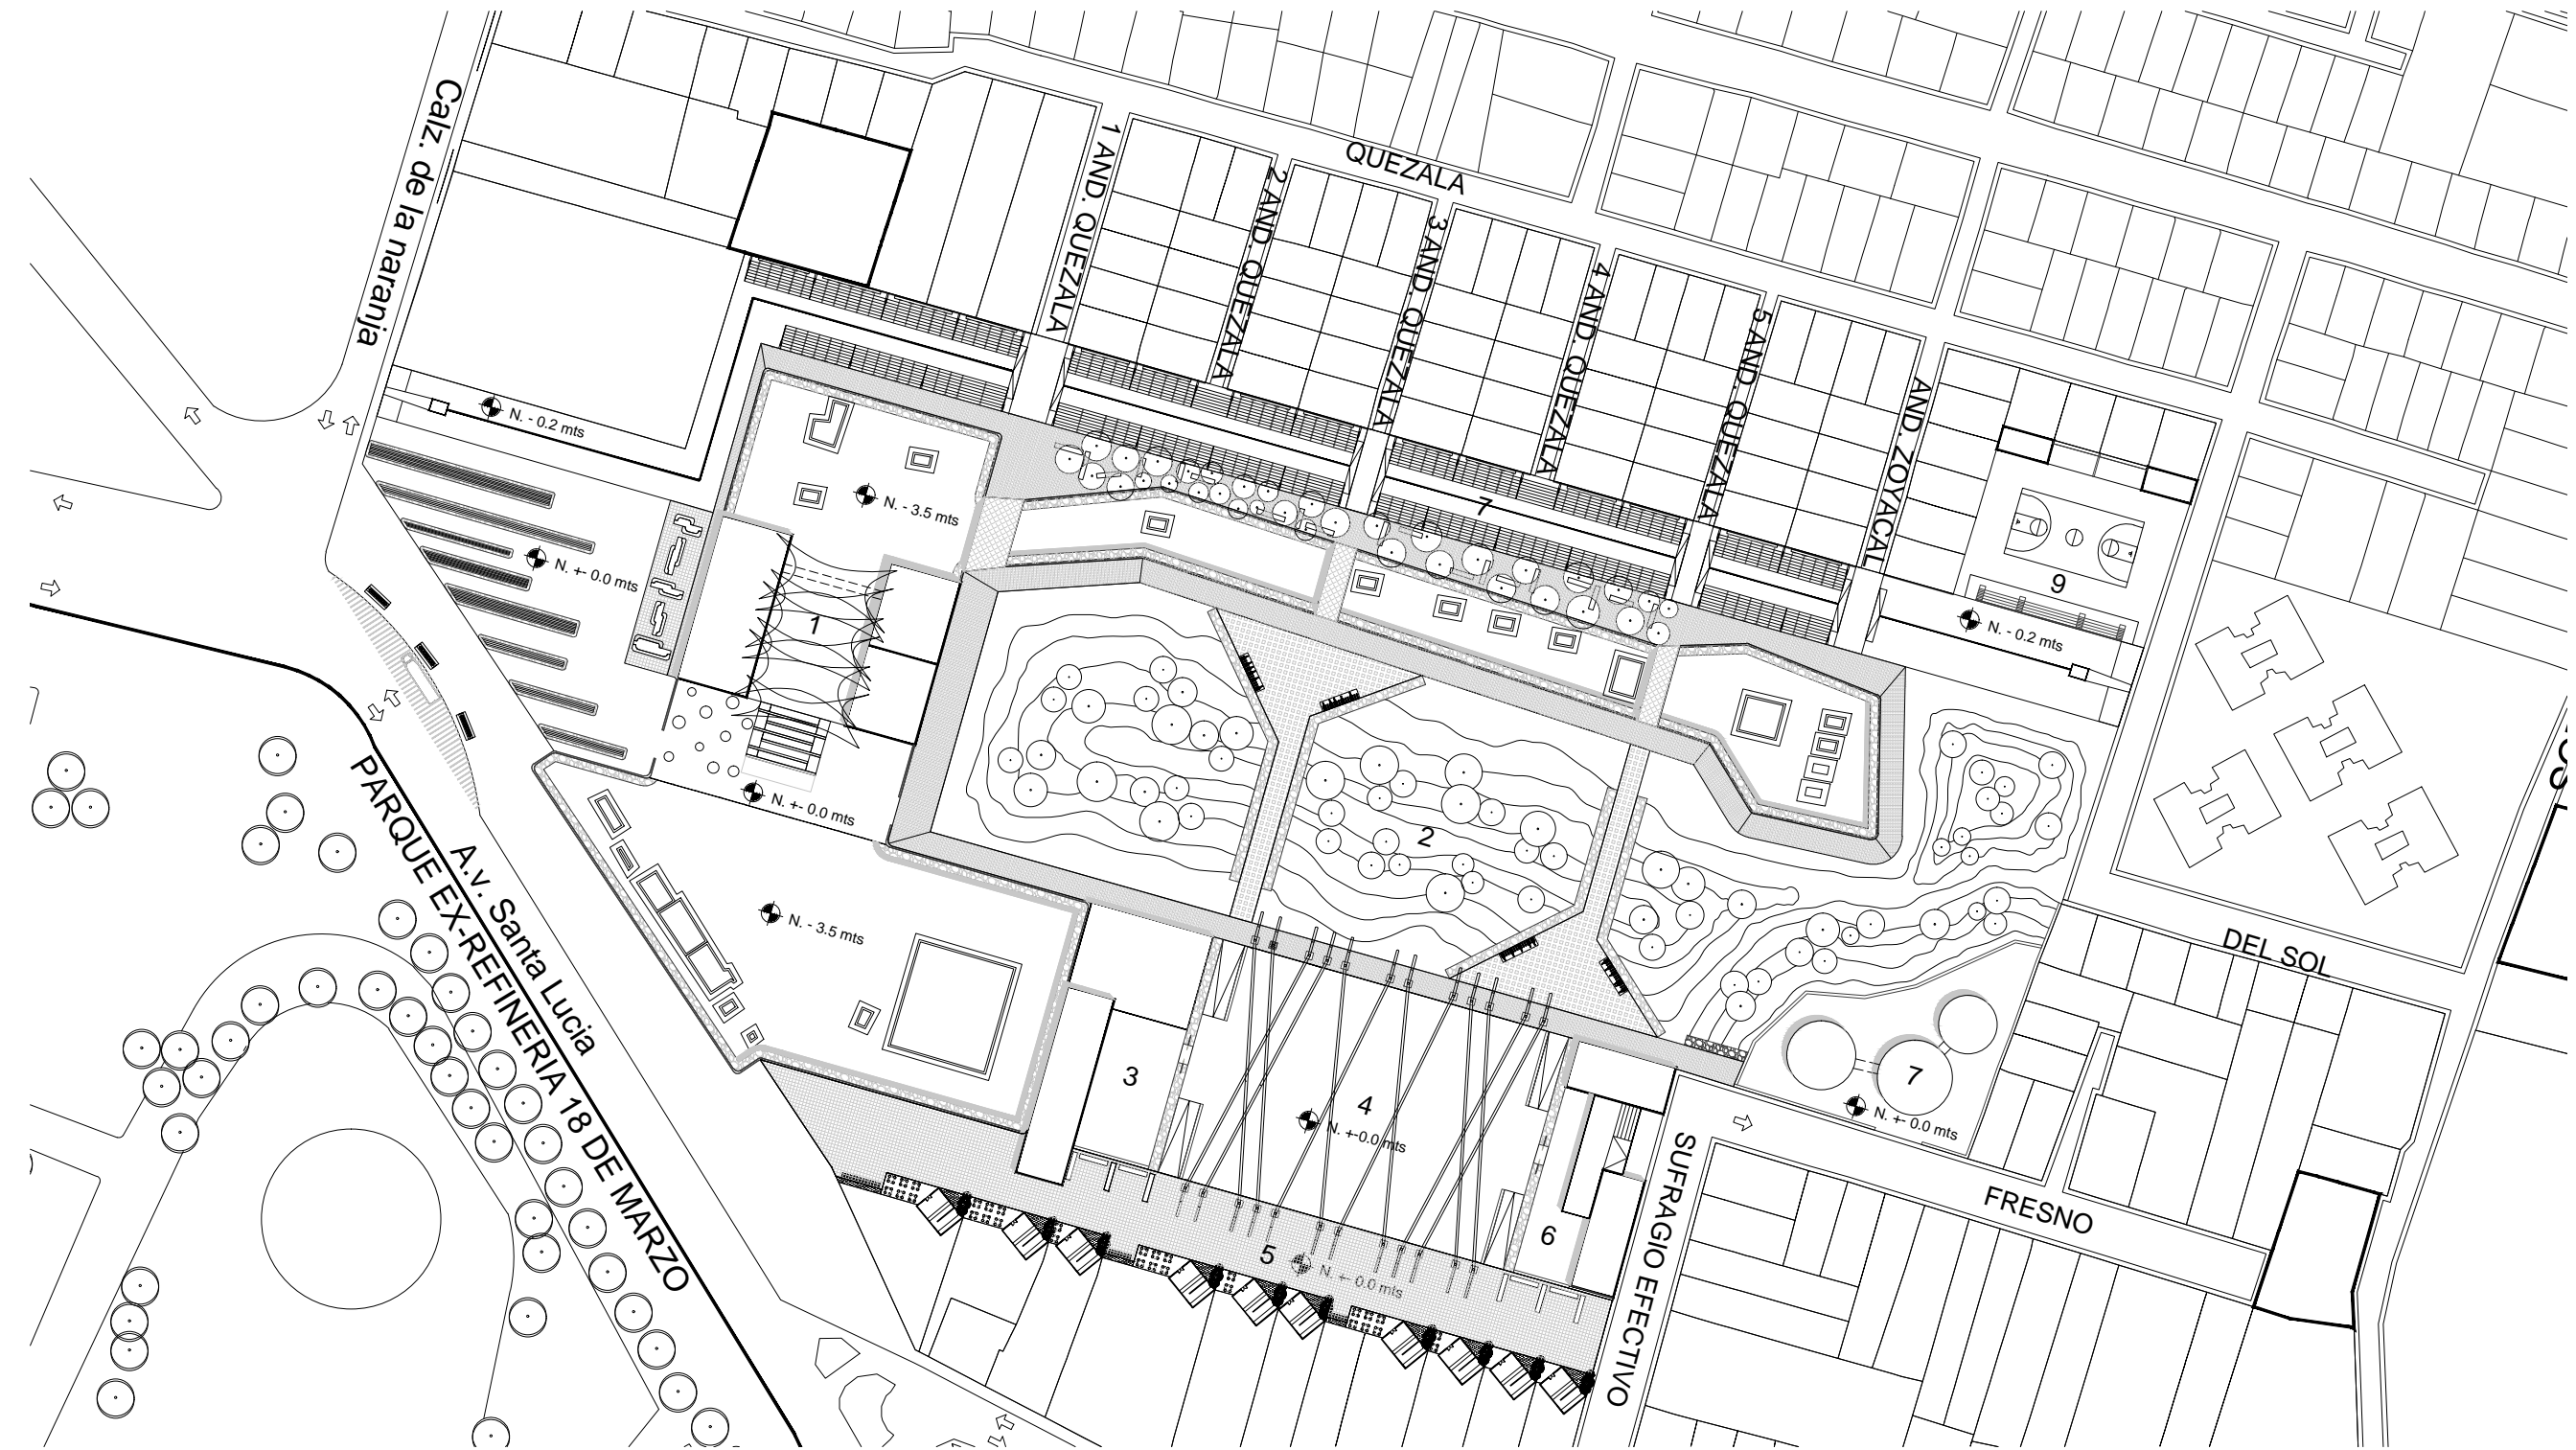 Calz. de la naranja
1 AND. QUEZALA
2 AND. QUEZALA
3 AND. QUEZALA
4 AND. QUEZALA
5 AND. QUEZALA
AND. ZOYACAL
QUEZALA
N. - 0.2 mts
N. - 3.5 mts
7
9
N. +- 0.0 mts
1
N. - 0.2 mts
N. +- 0.0 mts
2
N. - 3.5 mts
DEL SOL
A.v. Santa Lucia
PARQUE EX-REFINERIA 18 DE MARZO
3
4
N. +-0.0 mts
7
N. +- 0.0 mts
FRESNO
SUFRAGIO EFECTIVO
6
5
N. +- 0.0 mts